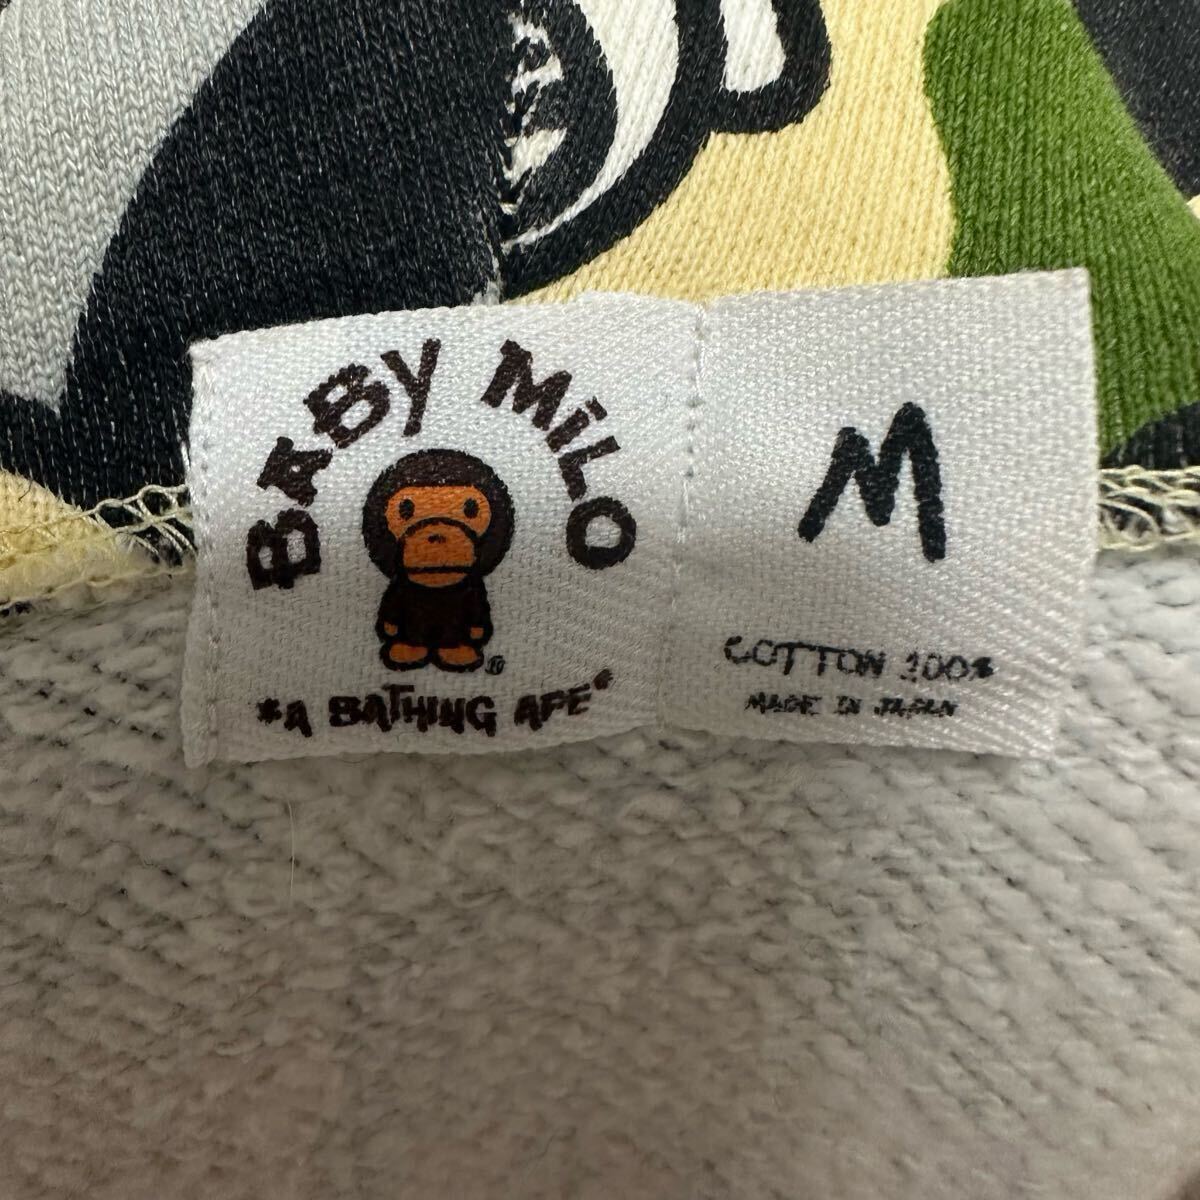 BABY MiLO
®
*A BATHING APE*
M
COTTON 100%
MADE IN JAPAN